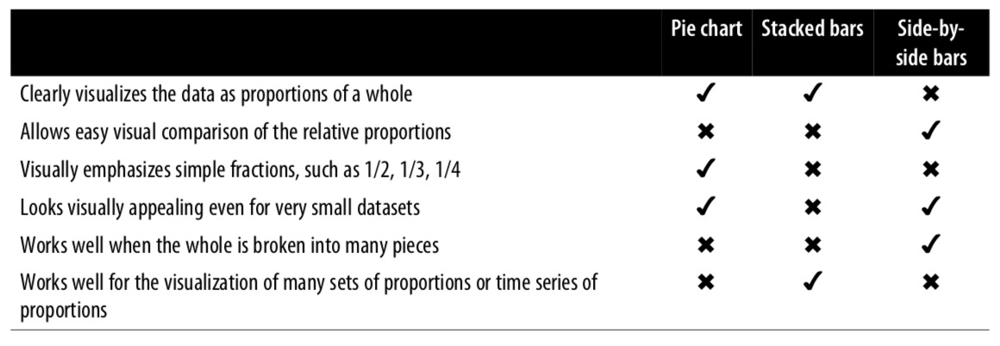 Pie chart Stacked bars Side-by-
side bars
Clearly visualizes the data as proportions of a whole ✔ ✔ ✖
Allows easy visual comparison of the relative proportions ✖ ✖ ✔
Visually emphasizes simple fractions, such as 1/2, 1/3, 1/4 ✔ ✖ ✖
Looks visually appealing even for very small datasets ✔ ✖ ✔
Works well when the whole is broken into many pieces ✖ ✖ ✔
Works well for the visualization of many sets of proportions or time series of ✖ ✔ ✖
proportions